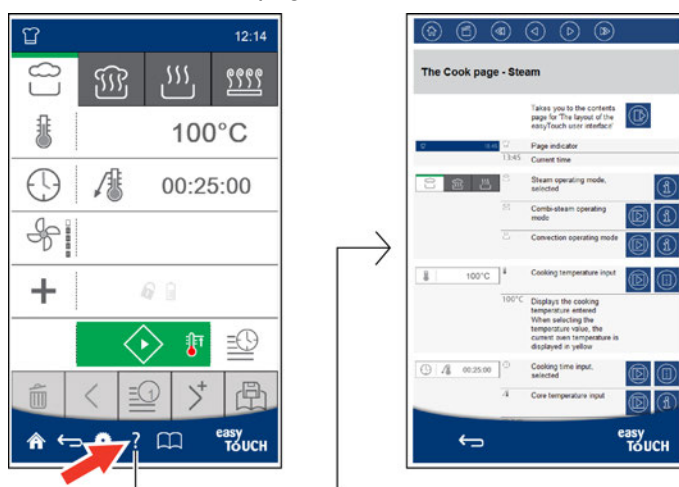 12:14
100°C
00:25:00
1
?
easy
TOUCH
The Cook page - Steam
Takes you to the contents
page for 'The layout of the
easyTouch user interface'
Page indicator
13:45 Current time
Steam operating mode,
selected
Combi-steam operating
mode
Convection operating mode
100°C
Cooking temperature input
100°C Displays the cooking
temperature entered
When selecting the
temperature value, the
current oven temperature is
displayed in yellow
00:25:00
Cooking time input,
selected
Core temperature input
easy
TOUCH